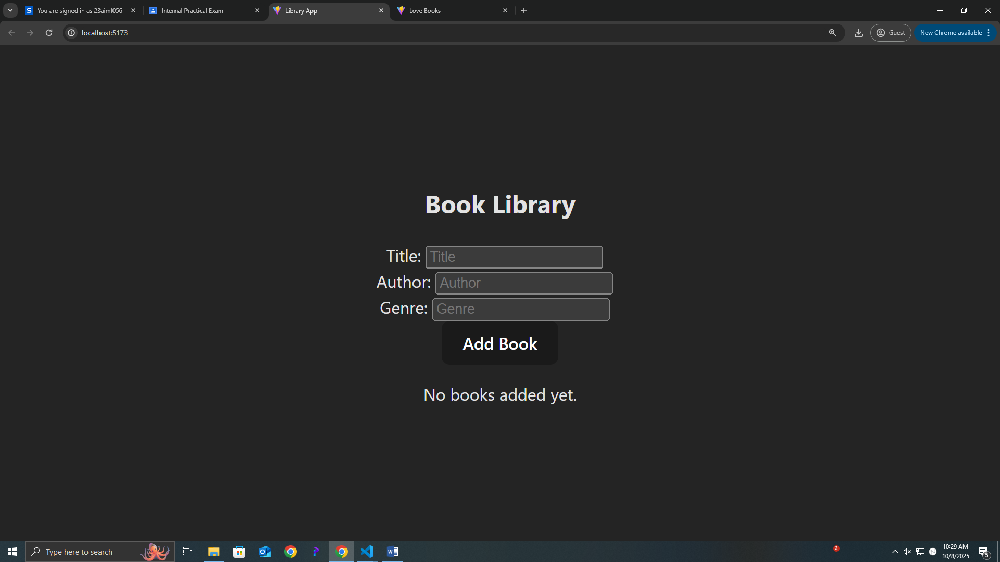 You are signed in as 23aiml056
Internal Practical Exam
Library App
Love Books
localhost:5173
Guest
New Chrome available
Book Library
Title: Title
Author: Author
Genre: Genre
Add Book
No books added yet.
Type here to search
2
10:29 AM
10/8/2025
5